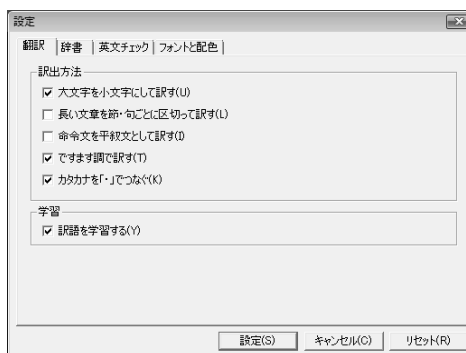 設定
翻訳 辞書 英文チェック フォントと配色
訳出方法
大文字を小文字にして訳す(U)
長い文章を節・句ごとに区切って訳す(L)
命令文を平叙文として訳す(I)
ですます調で訳す(T)
カタカナを「・」でつなぐ(K)
学習
訳語を学習する(Y)
設定(S) キャンセル(C) リセット(R)